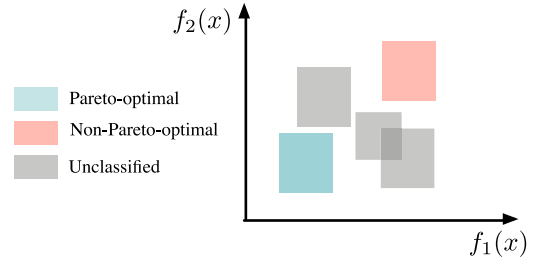 f₂(x)
Pareto-optimal
Non-Pareto-optimal
Unclassified
f₁(x)